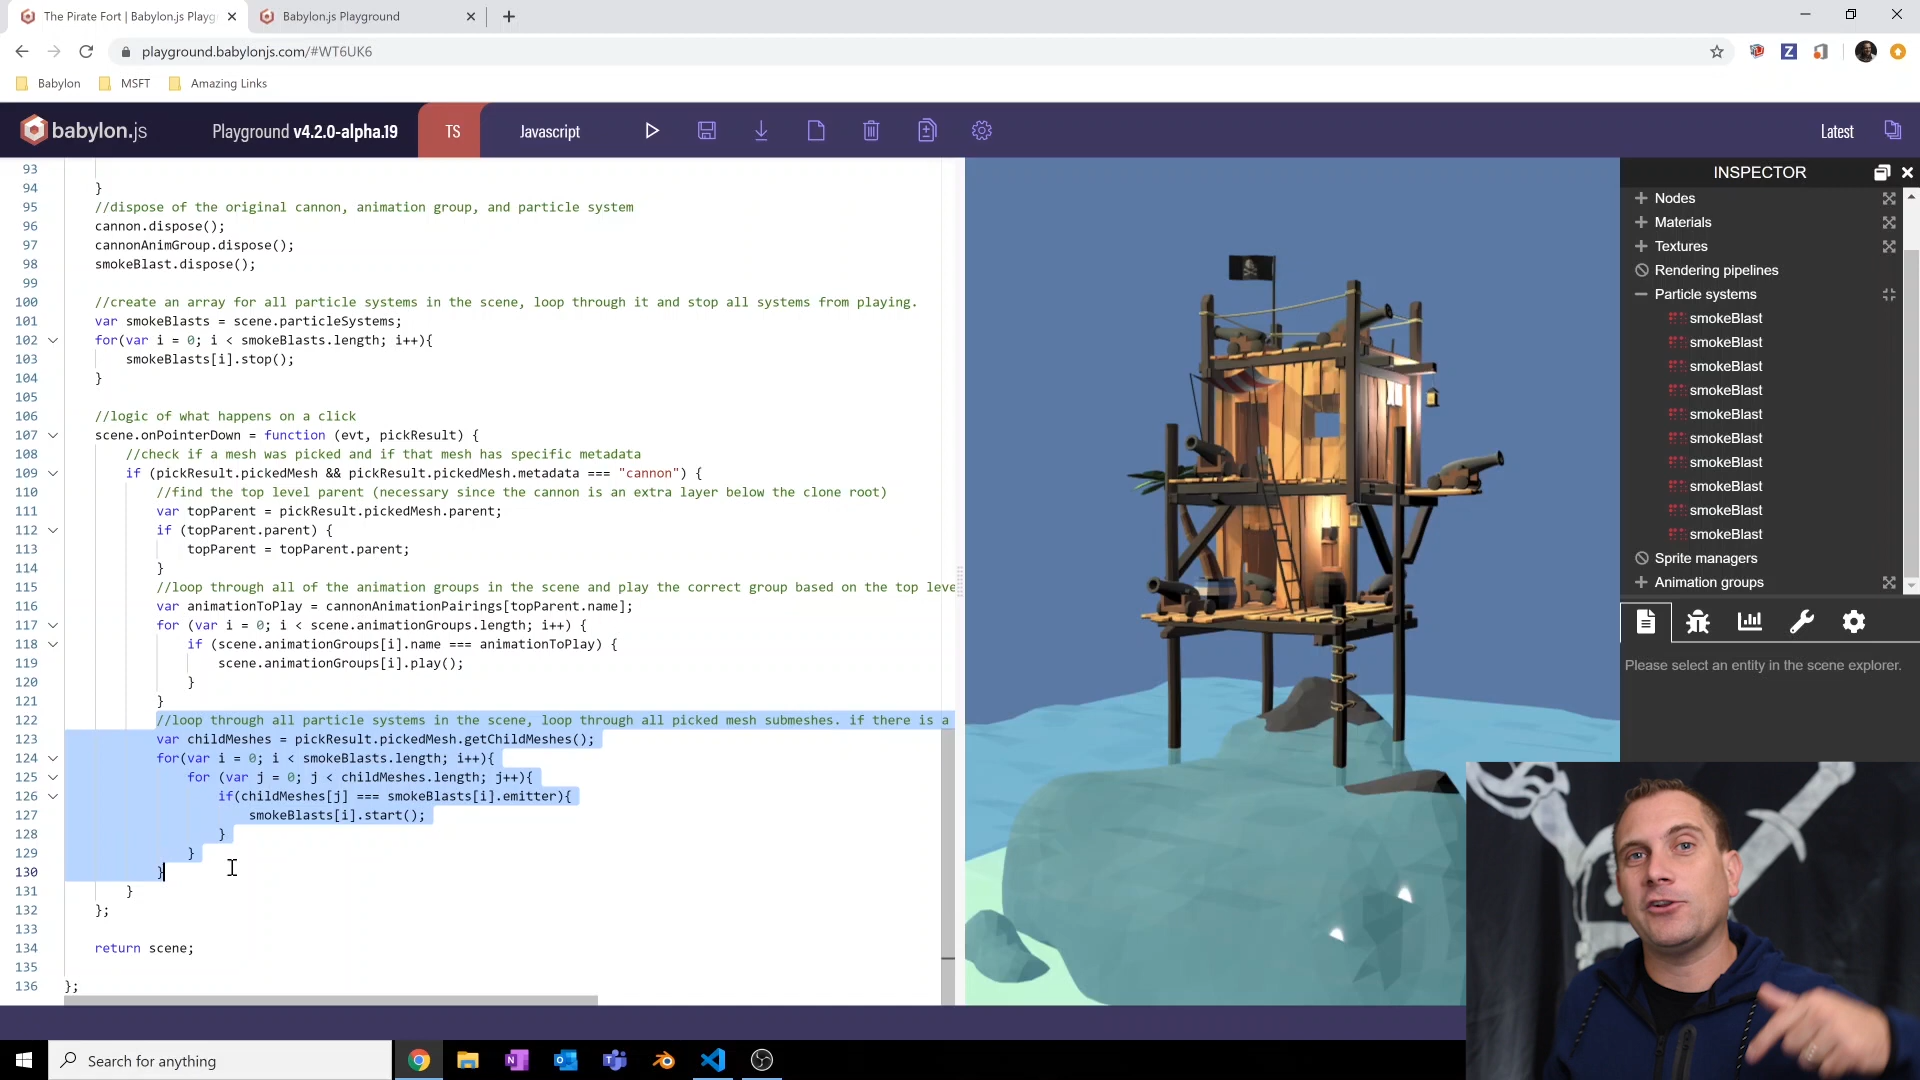 The Pirate Fort | Babylon.js Playg
Babylon.js Playground
playground.babylonjs.com/#WT6UK6
Babylon
MSFT
Amazing Links
babylon.js
Playground v4.2.0-alpha.19
TS
Javascript
Latest
93
94 }
95 //dispose of the original cannon, animation group, and particle system
96 cannon.dispose();
97 cannonAnimGroup.dispose();
98 smokeBlast.dispose();
99
100 //create an array for all particle systems in the scene, loop through it and stop all systems from playing.
101 var smokeBlasts = scene.particleSystems;
102 for(var i = 0; i < smokeBlasts.length; i++){
103 smokeBlasts[i].stop();
104 }
105
106 //logic of what happens on a click
107 scene.onPointerDown = function (evt, pickResult) {
108 //check if a mesh was picked and if that mesh has specific metadata
109 if (pickResult.pickedMesh && pickResult.pickedMesh.metadata === "cannon") {
110 //find the top level parent (necessary since the cannon is an extra layer below the clone root)
111 var topParent = pickResult.pickedMesh.parent;
112 if (topParent.parent) {
113 topParent = topParent.parent;
114 }
115 //loop through all of the animation groups in the scene and play the correct group based on the top leve
116 var animationToPlay = cannonAnimationPairings[topParent.name];
117 for (var i = 0; i < scene.animationGroups.length; i++) {
118 if (scene.animationGroups[i].name === animationToPlay) {
119 scene.animationGroups[i].play();
120 }
121 }
122 //loop through all particle systems in the scene, loop through all picked mesh submeshes. if there is a
123 var childMeshes = pickResult.pickedMesh.getChildMeshes();
124 for(var i = 0; i < smokeBlasts.length; i++){
125 for (var j = 0; j < childMeshes.length; j++){
126 if(childMeshes[j] === smokeBlasts[i].emitter){
127 smokeBlasts[i].start();
128 }
129 }
130 }
131 }
132 };
133
134 return scene;
135
136 };
INSPECTOR
Nodes
Materials
Textures
Rendering pipelines
Particle systems
smokeBlast
smokeBlast
smokeBlast
smokeBlast
smokeBlast
smokeBlast
smokeBlast
smokeBlast
smokeBlast
smokeBlast
Sprite managers
Animation groups
Please select an entity in the scene explorer.
Search for anything